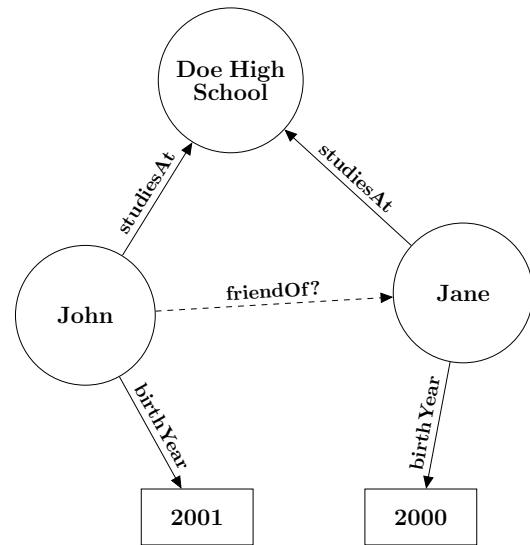 Doe High
School
studiesAt
studiesAt
friendOf?
John
Jane
birthYear
birthYear
2001
2000